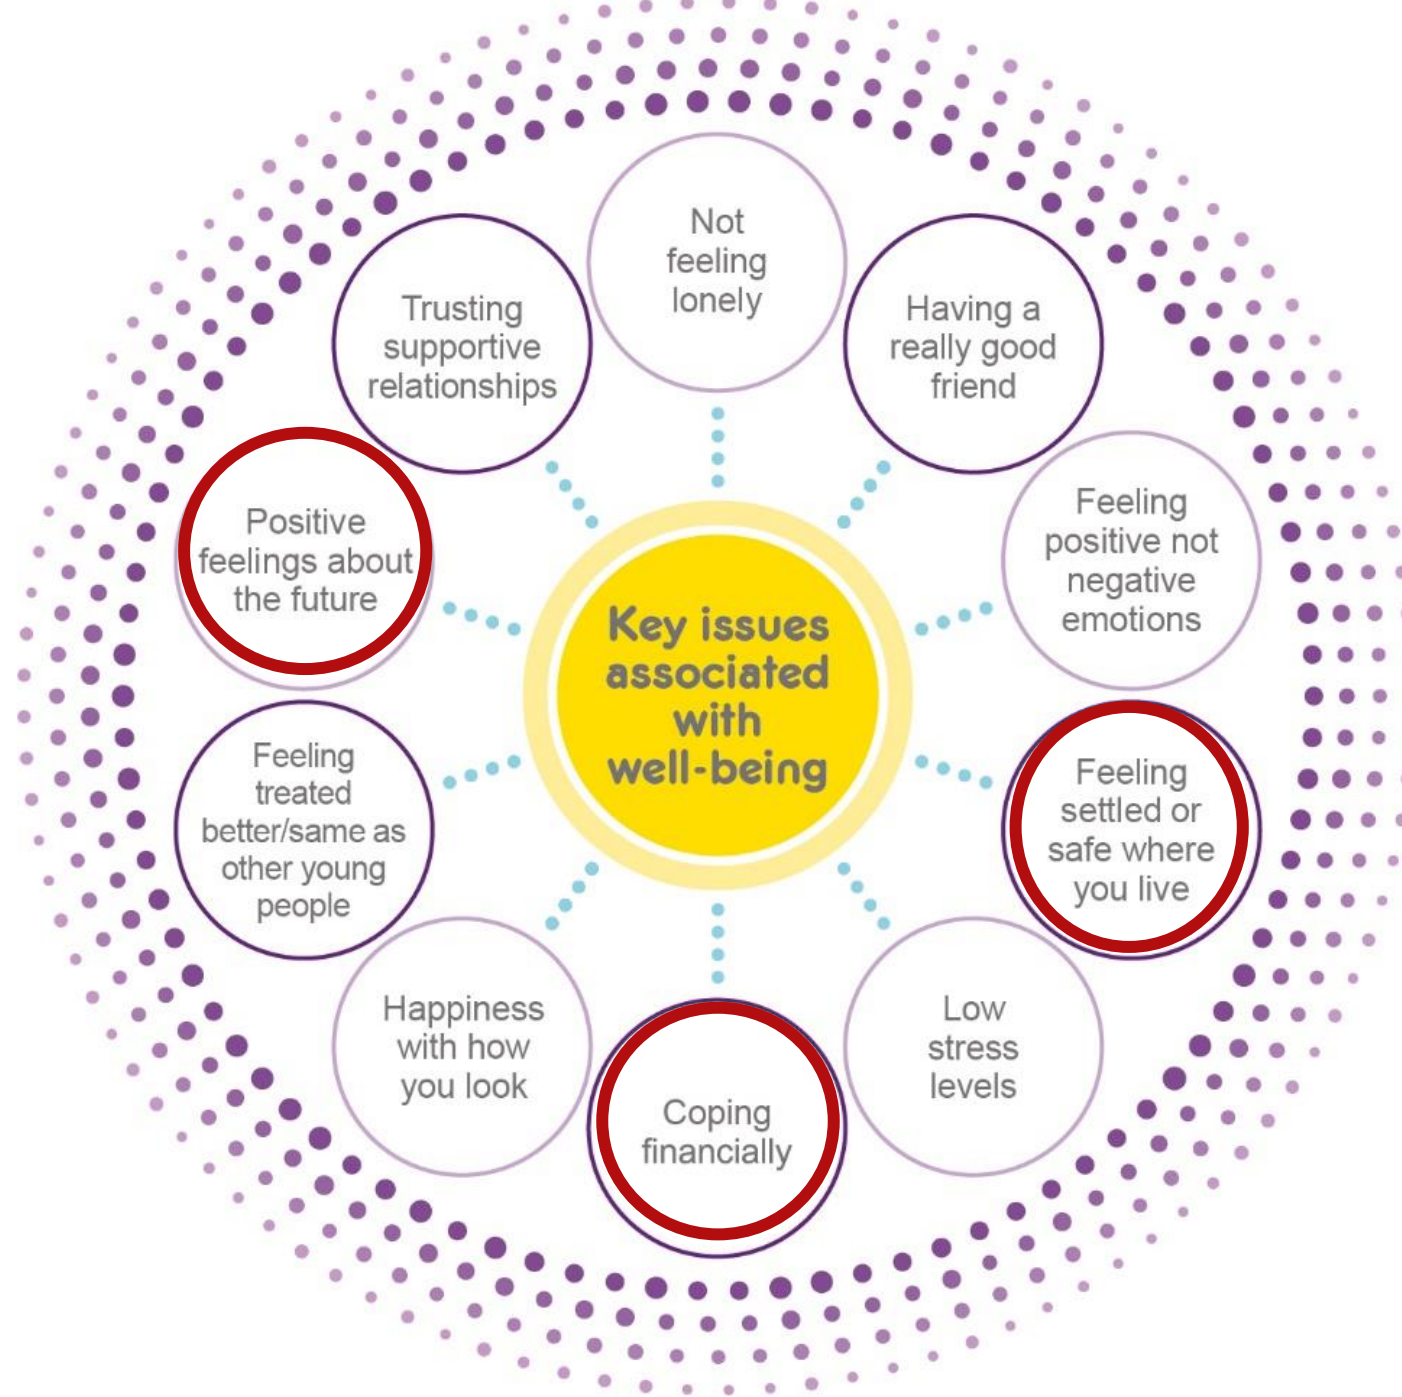 Not
feeling
lonely
Having a
really good
friend
Feeling
positive not
negative
emotions
Feeling
settled or
safe where
you live
Low
stress
levels
Coping
financially
Happiness
with how
you look
Feeling
treated
better/same as
other young
people
Positive
feelings about
the future
Trusting
supportive
relationships
Key issues
associated
with
well-being